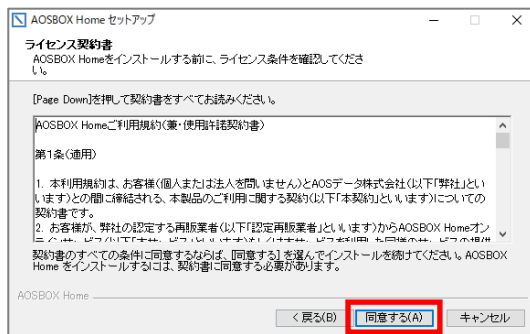 AOSBOX Home セットアップ
ライセンス契約書
AOSBOX Homeをインストールする前に、ライセンス条件を確認してくださ
い。
[Page Down]を押して契約書をすべてお読みください。
AOSBOX Homeご利用規約(兼・使用許諾契約書)
第1条(適用)
1. 本利用規約は、お客様(個人または法人を問いません)とAOSデータ株式会社(以下「弊社」とい
います)との間に締結される、本製品のご利用に関する契約(以下「本契約」といいます)についての
契約書です。
2. お客様が、弊社の認定する再販業者(以下「認定再販業者」といいます)からAOSBOX Homeオン
契約書のすべての条件に同意するならば、[同意する] を選んでインストールを続けてください。 AOSBOX
Home をインストールするには、契約書に同意する必要があります。
AOSBOX Home
< 戻る(B)
同意する(A)
キャンセル